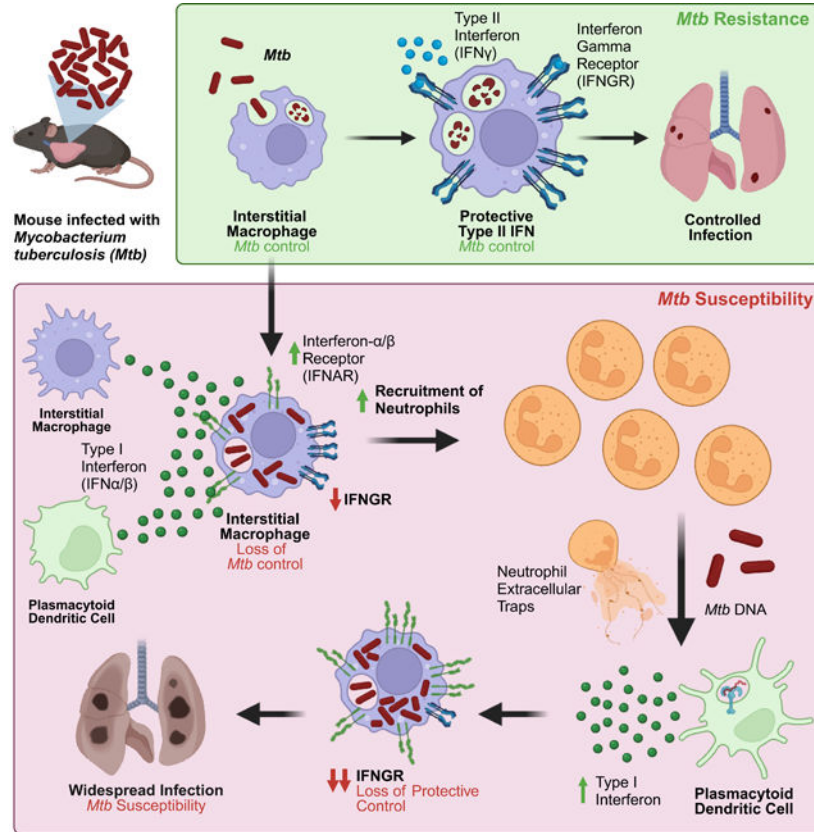 Mtb Resistance
Mtb
Type II
Interferon
(IFNγ)
Interferon
Gamma
Receptor
(IFNGR)
Mouse infected with
Mycobacterium
tuberculosis (Mtb)
Interstitial
Macrophage
Mtb control
Protective
Type II IFN
Mtb control
Controlled
Infection
Mtb Susceptibility
Interstitial
Macrophage
Interferon-α/β
Receptor
(IFNAR)
Recruitment of
Neutrophils
Type I
Interferon
(IFNα/β)
IFNGR
Interstitial
Macrophage
Loss of
Mtb control
Plasmacytoid
Dendritic Cell
Neutrophil
Extracellular
Traps
Mtb DNA
Widespread Infection
Mtb Susceptibility
IFNGR
Loss of Protective
Control
Type I
Interferon
Plasmacytoid
Dendritic Cell